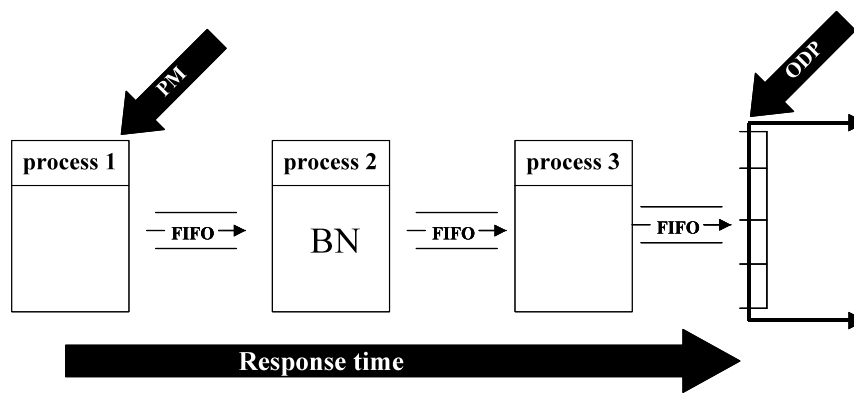 PM
ODP
process 1
process 2
process 3
FIFO
BN
FIFO
FIFO
Response time